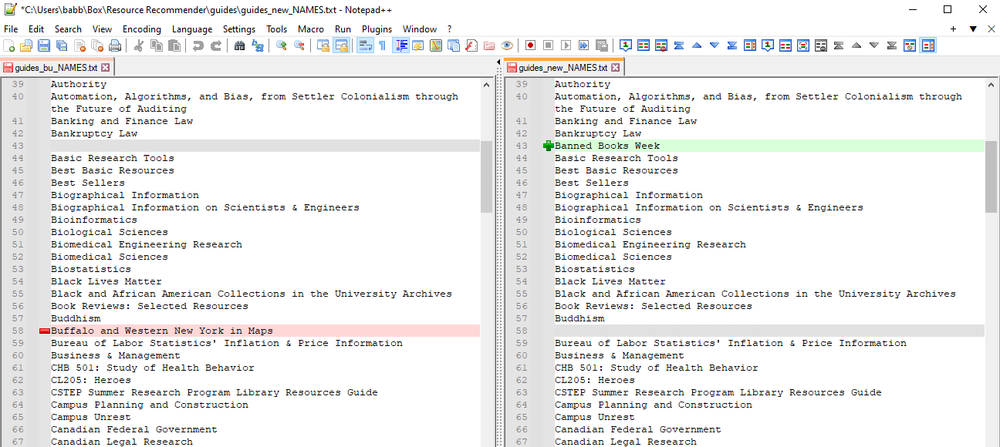 *C:\Users\babb\Box\Resource Recommender\guides\guides_new_NAMES.txt - Notepad++
File Edit Search View Encoding Language Settings Tools Macro Run Plugins Window ?
guides_bu_NAMES.txt
39 Authority
40 Automation, Algorithms, and Bias, from Settler Colonialism through
the Future of Auditing
41 Banking and Finance Law
42 Bankruptcy Law
43
44 Basic Research Tools
45 Best Basic Resources
46 Best Sellers
47 Biographical Information
48 Biographical Information on Scientists & Engineers
49 Bioinformatics
50 Biological Sciences
51 Biomedical Engineering Research
52 Biomedical Sciences
53 Biostatistics
54 Black Lives Matter
55 Black and African American Collections in the University Archives
56 Book Reviews: Selected Resources
57 Buddhism
58 Buffalo and Western New York in Maps
59 Bureau of Labor Statistics' Inflation & Price Information
60 Business & Management
61 CHB 501: Study of Health Behavior
62 CL205: Heroes
63 CSTEP Summer Research Program Library Resources Guide
64 Campus Planning and Construction
65 Campus Unrest
66 Canadian Federal Government
67 Canadian Legal Research
guides_new_NAMES.txt
39 Authority
40 Automation, Algorithms, and Bias, from Settler Colonialism through
the Future of Auditing
41 Banking and Finance Law
42 Bankruptcy Law
43 Banned Books Week
44 Basic Research Tools
45 Best Basic Resources
46 Best Sellers
47 Biographical Information
48 Biographical Information on Scientists & Engineers
49 Bioinformatics
50 Biological Sciences
51 Biomedical Engineering Research
52 Biomedical Sciences
53 Biostatistics
54 Black Lives Matter
55 Black and African American Collections in the University Archives
56 Book Reviews: Selected Resources
57 Buddhism
58
59 Bureau of Labor Statistics' Inflation & Price Information
60 Business & Management
61 CHB 501: Study of Health Behavior
62 CL205: Heroes
63 CSTEP Summer Research Program Library Resources Guide
64 Campus Planning and Construction
65 Campus Unrest
66 Canadian Federal Government
67 Canadian Legal Research